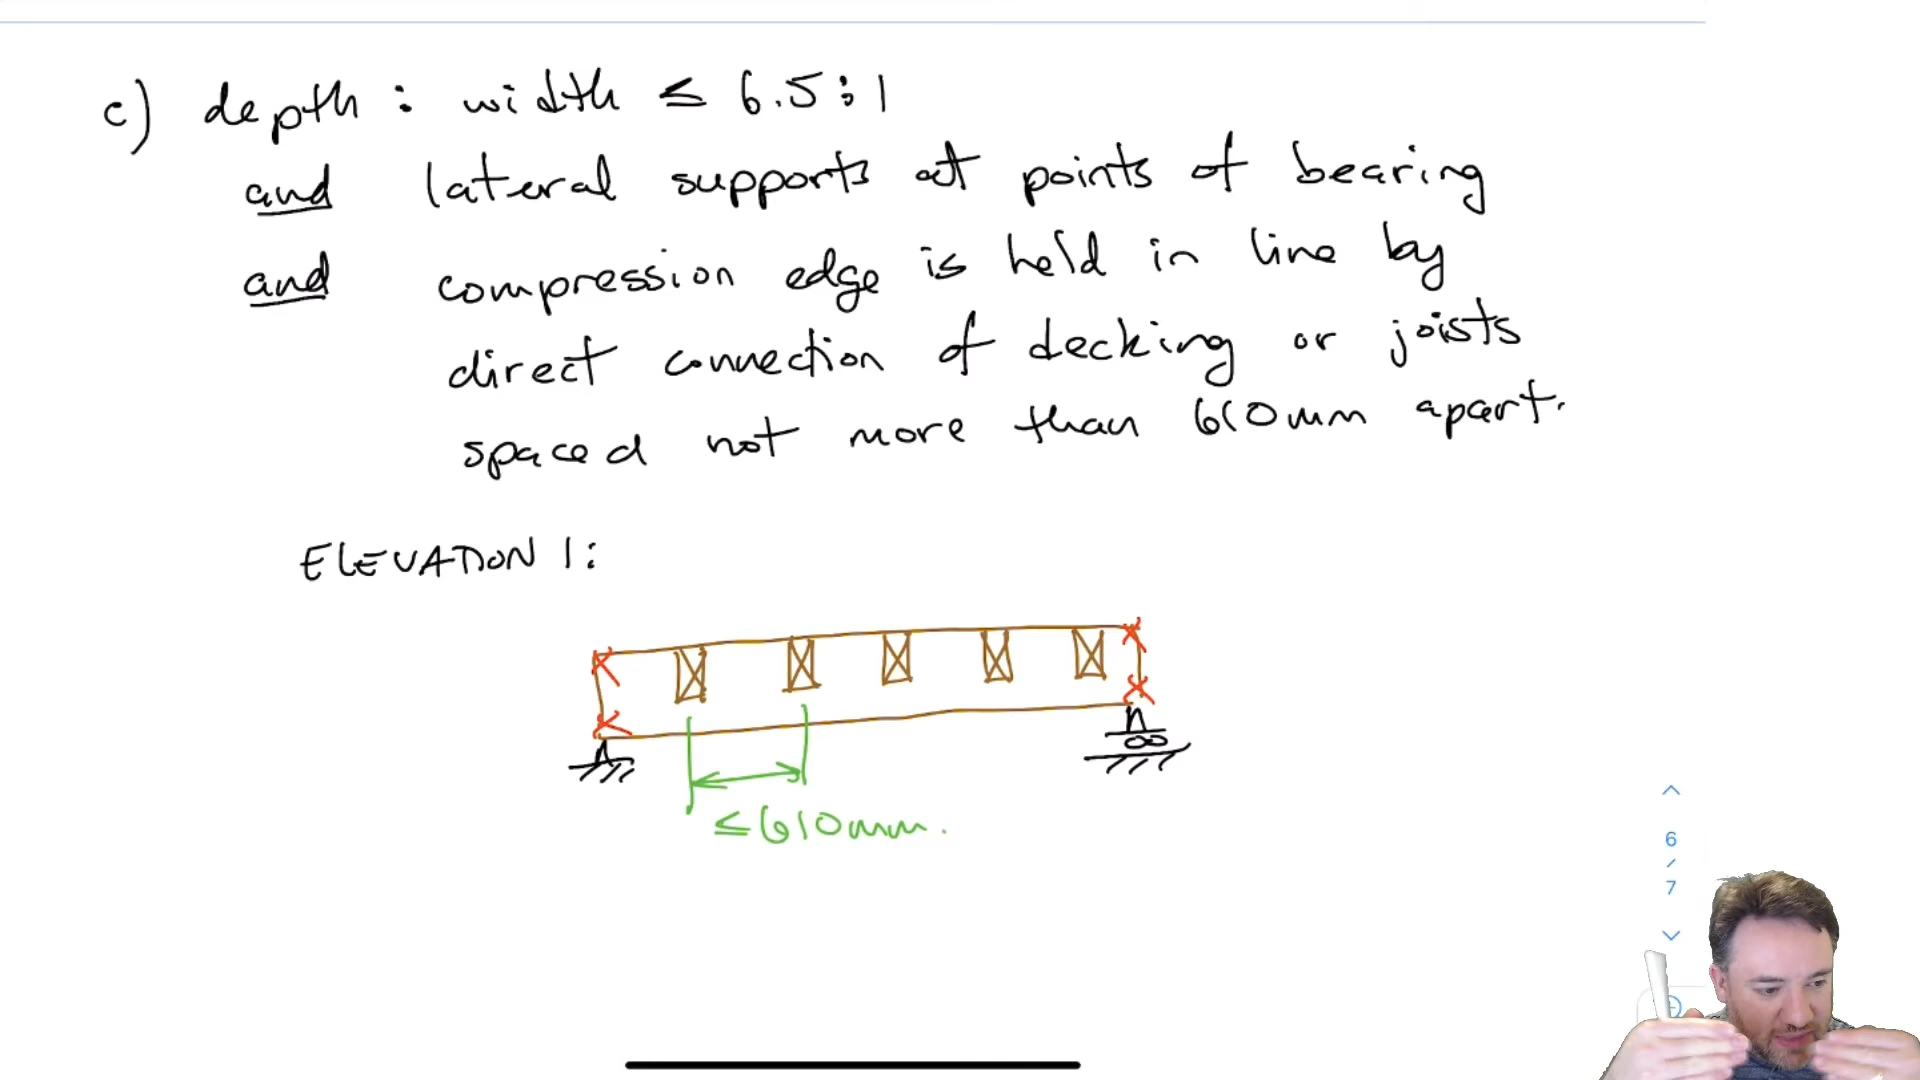 c) depth : width ≤ 6.5:1
and lateral supports at points of bearing
and compression edge is held in line by
direct connection of decking or joists
spaced not more than 610mm apart.
ELEVATION 1:
≤610mm.
6
/
7